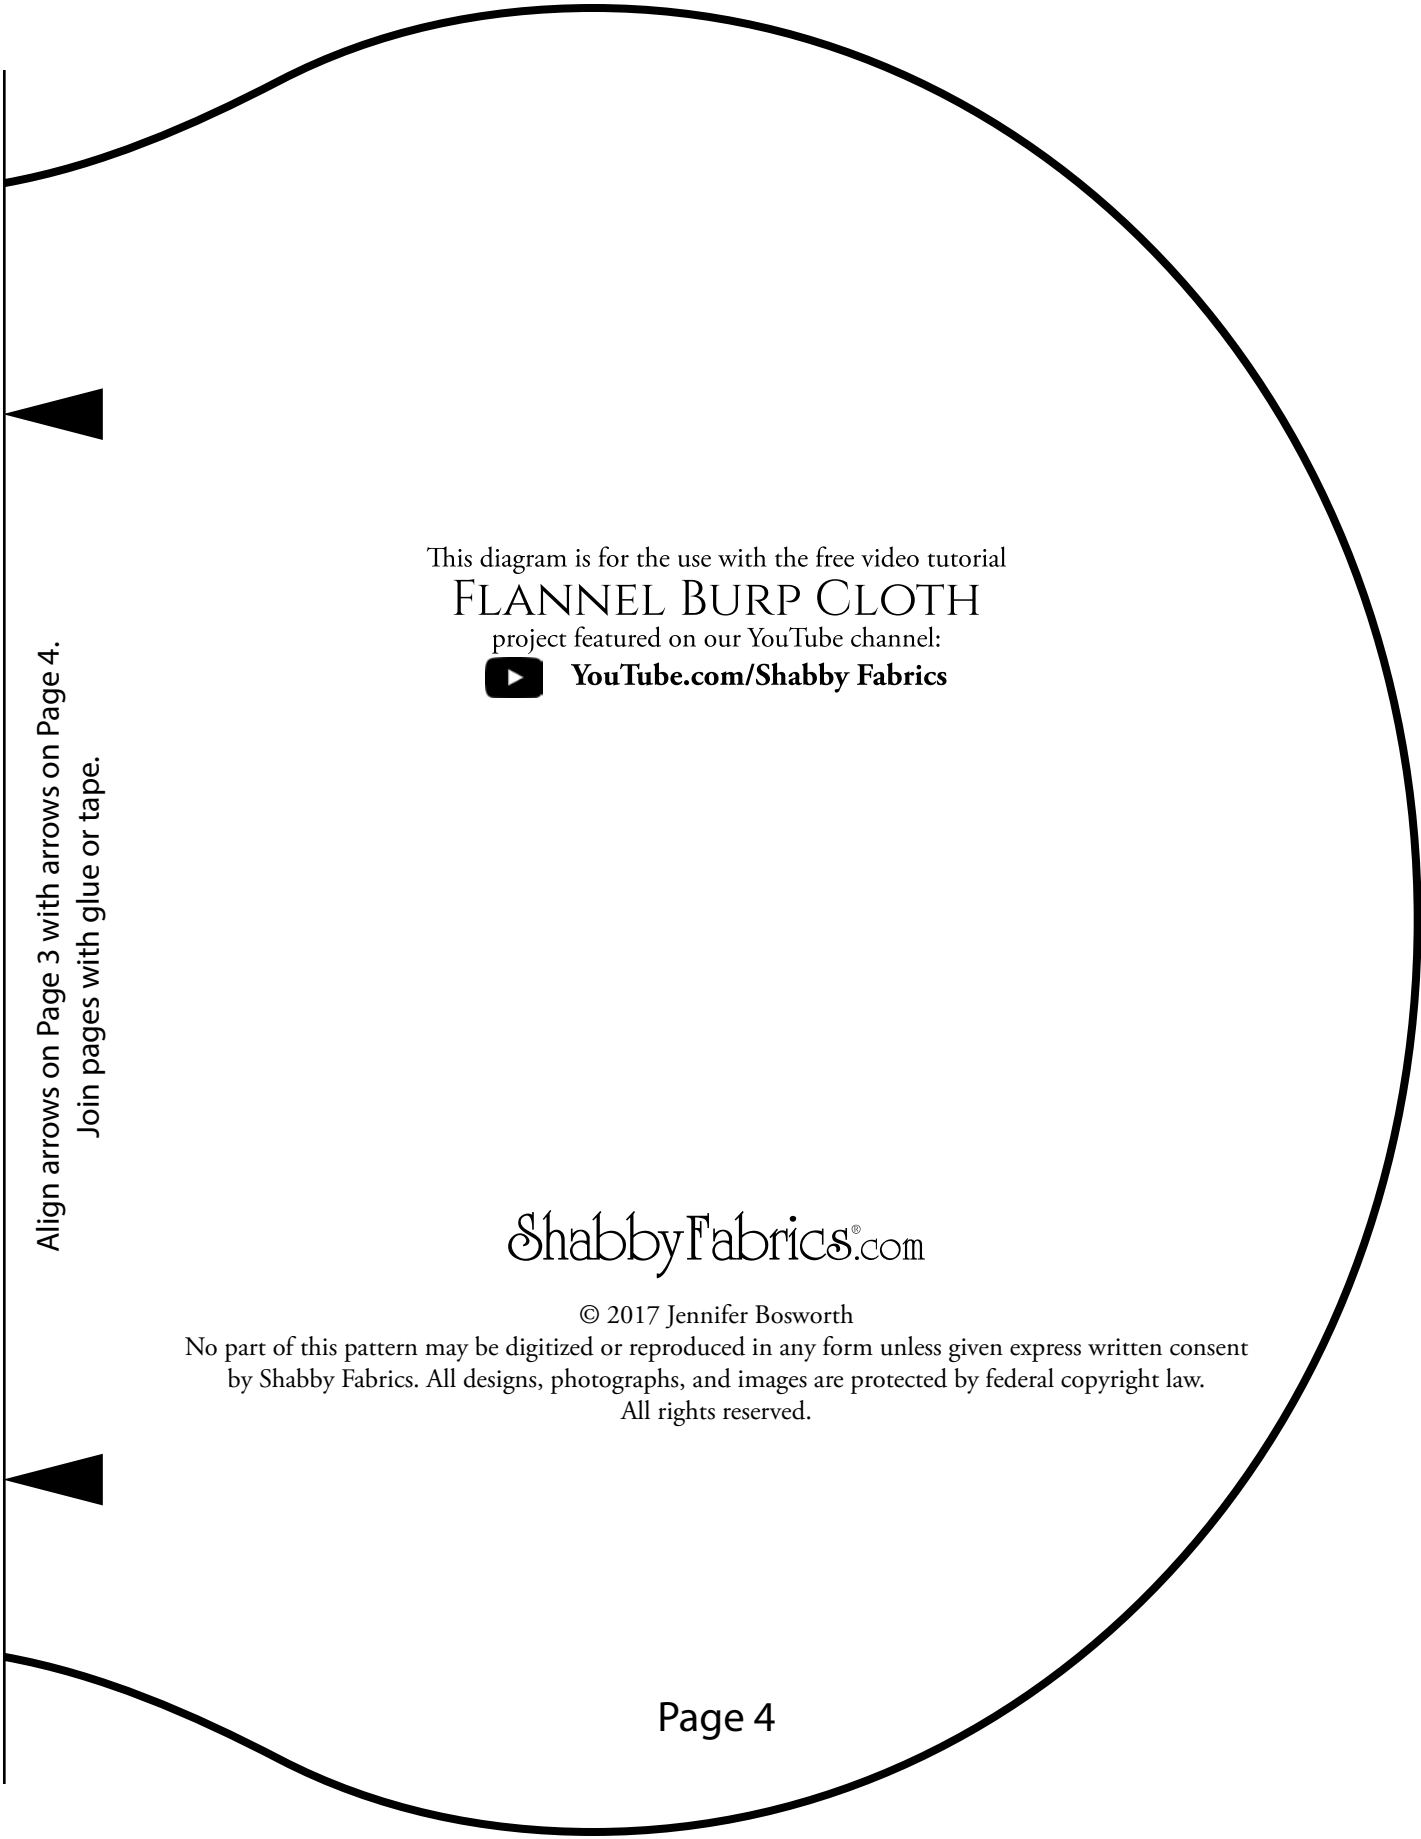 This diagram is for the use with the free video tutorial
Flannel Burp Cloth
project featured on our YouTube channel:
YouTube.com/Shabby Fabrics
Align arrows on Page 3 with arrows on Page 4.
Join pages with glue or tape.
ShabbyFabrics®.com
© 2017 Jennifer Bosworth
No part of this pattern may be digitized or reproduced in any form unless given express written consent
by Shabby Fabrics. All designs, photographs, and images are protected by federal copyright law.
All rights reserved.
Page 4